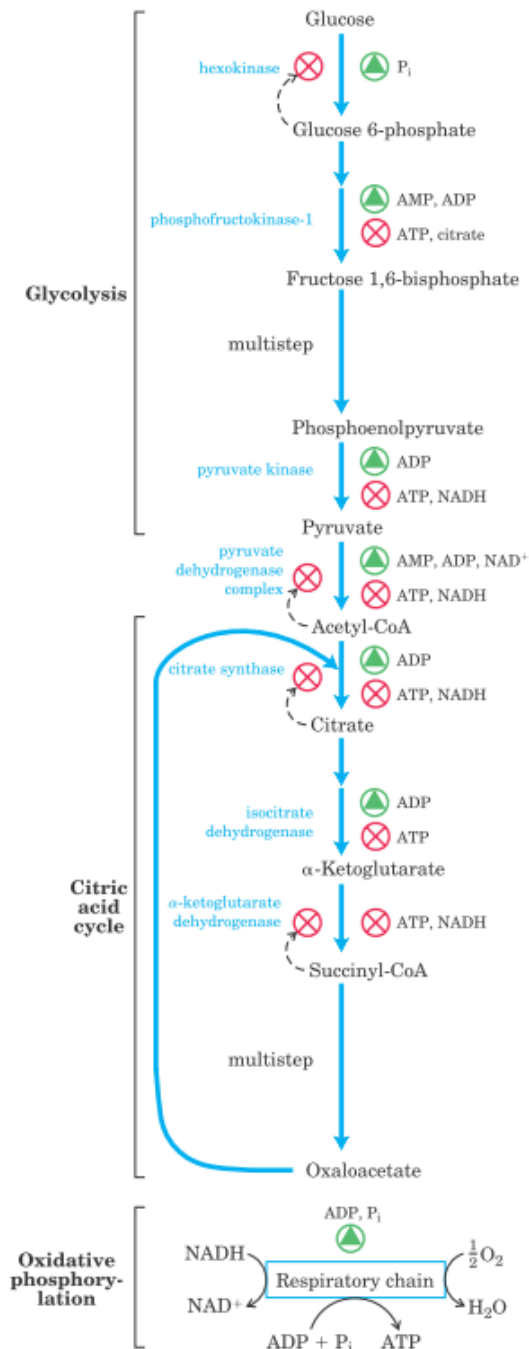 Glucose
hexokinase
Pi
Glucose 6-phosphate
AMP, ADP
phosphofructokinase-1
ATP, citrate
Fructose 1,6-bisphosphate
Glycolysis
multistep
Phosphoenolpyruvate
ADP
pyruvate kinase
ATP, NADH
Pyruvate
pyruvate
dehydrogenase
complex
AMP, ADP, NAD+
ATP, NADH
Acetyl-CoA
ADP
citrate synthase
ATP, NADH
Citrate
ADP
isocitrate
dehydrogenase
ATP
α-Ketoglutarate
Citric
acid
cycle
α-ketoglutarate
dehydrogenase
ATP, NADH
Succinyl-CoA
multistep
Oxaloacetate
ADP, Pi
Oxidative
phosphory-
lation
NADH
1/2 O2
Respiratory chain
NAD+
H2O
ADP + Pi
ATP